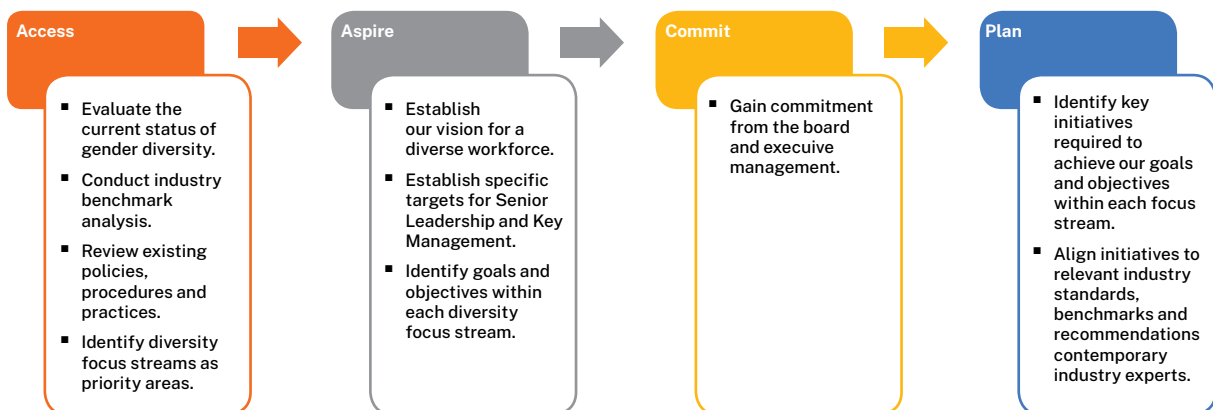 Access
Evaluate the
current status of
gender diversity.
Conduct industry
benchmark
analysis.
Review existing
policies,
procedures and
practices.
Identify diversity
focus streams as
priority areas.
Aspire
Establish
our vision for a
diverse workforce.
Establish specific
targets for Senior
Leadership and Key
Management.
Identify goals and
objectives within
each diversity
focus stream.
Commit
Gain commitment
from the board
and execuive
management.
Plan
Identify key
initiatives
required to
achieve our goals
and objectives
within each focus
stream.
Align initiatives to
relevant industry
standards,
benchmarks and
recommendations
contemporary
industry experts.